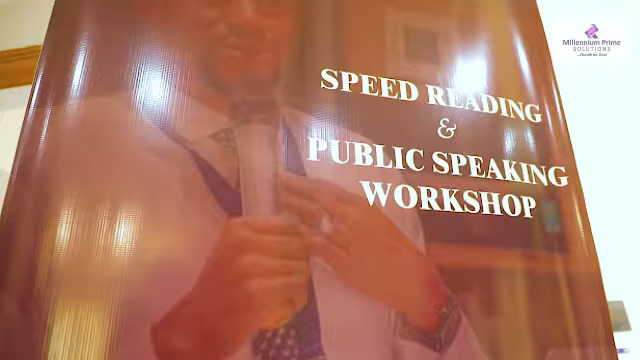 Millennium Prime
SOLUTIONS
SPEED READING
&
PUBLIC SPEAKING
WORKSHOP